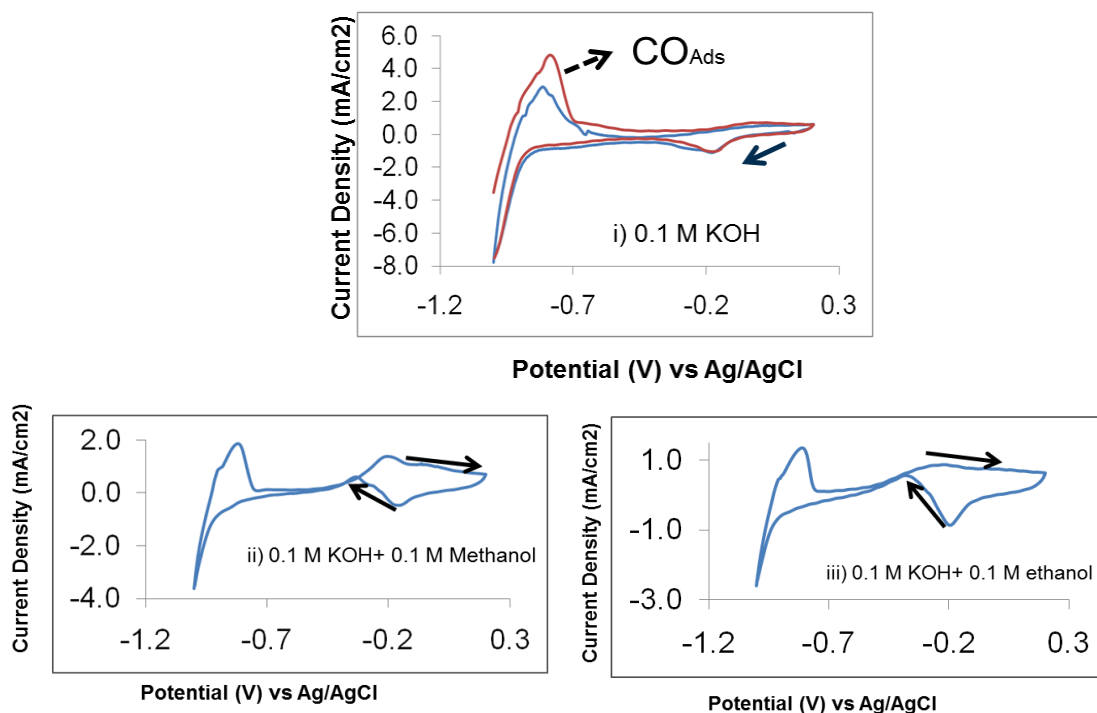 Current Density (mA/cm2)
6.0
4.0
2.0
0.0
-2.0
-4.0
-6.0
-8.0
CO Ads
i) 0.1 M KOH
-1.2 -0.7 -0.2 0.3
Potential (V) vs Ag/AgCl
Current Density (mA/cm2)
2.0
0.0
-2.0
-4.0
ii) 0.1 M KOH+ 0.1 M Methanol
-1.2 -0.7 -0.2 0.3
Potential (V) vs Ag/AgCl
Current Density (mA/cm2)
1.0
-1.0
-3.0
iii) 0.1 M KOH+ 0.1 M ethanol
-1.2 -0.7 -0.2 0.3
Potential (V) vs Ag/AgCl